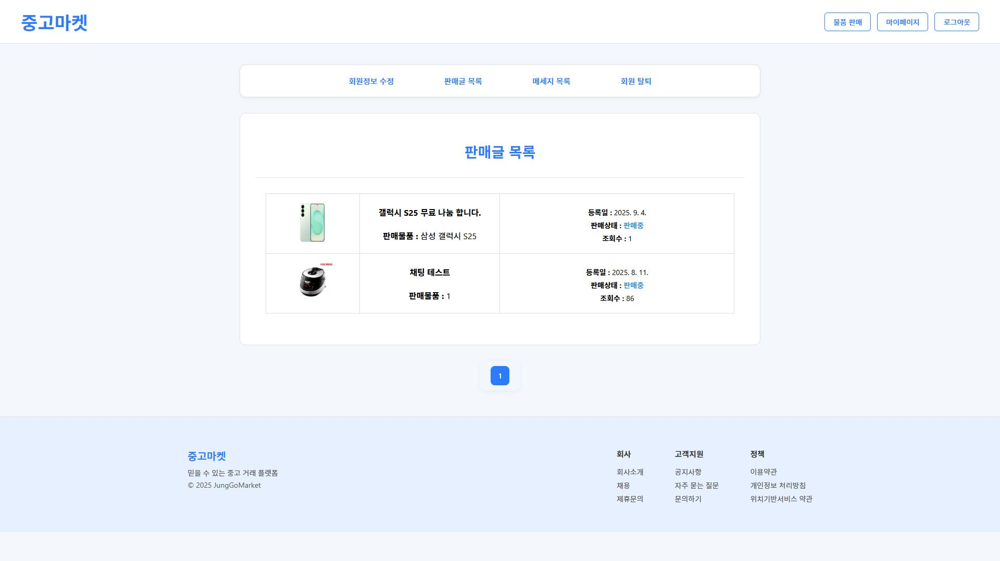 중고마켓
물품 판매
마이페이지
로그아웃
회원정보 수정
판매글 목록
메세지 목록
회원 탈퇴
판매글 목록
갤럭시 S25 무료 나눔 합니다.
판매물품 : 삼성 갤럭시 S25
등록일 : 2025. 9. 4.
판매상태 : 판매중
조회수 : 1
CUCKOO
채팅 테스트
판매물품 : 1
등록일 : 2025. 8. 11.
판매상태 : 판매중
조회수 : 86
1
중고마켓
믿을 수 있는 중고 거래 플랫폼
© 2025 JungGoMarket
회사
회사소개
채용
제휴문의
고객지원
공지사항
자주 묻는 질문
문의하기
정책
이용약관
개인정보 처리방침
위치기반서비스 약관